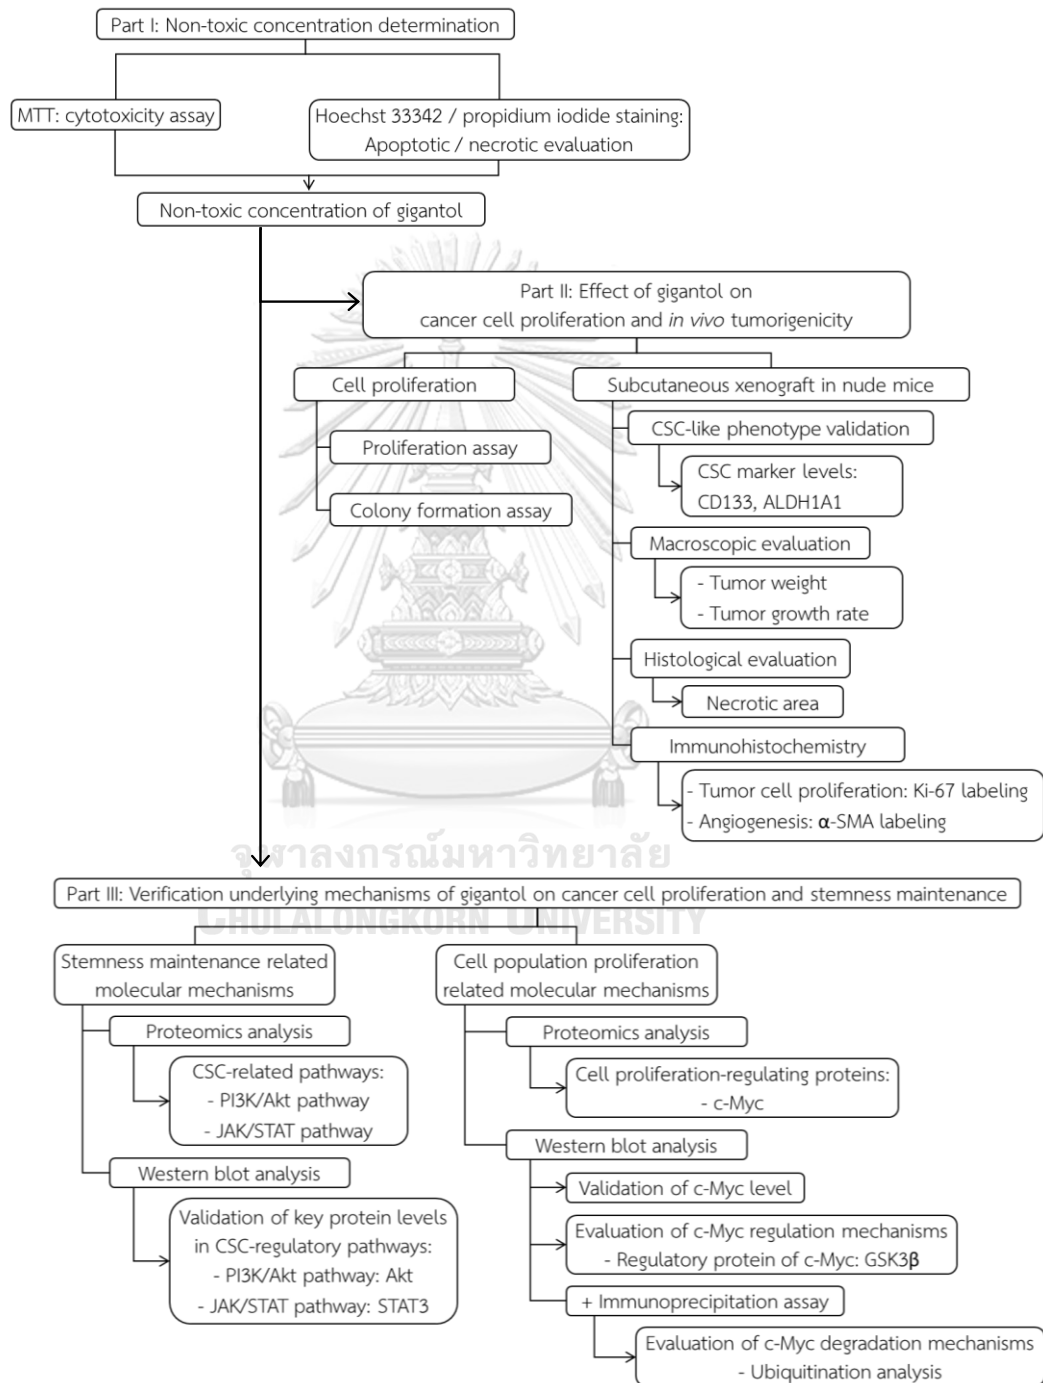 Part I: Non-toxic concentration determination
MTT: cytotoxicity assay
Hoechst 33342 / propidium iodide staining:
Apoptotic / necrotic evaluation
Non-toxic concentration of gigantol
Part II: Effect of gigantol on
cancer cell proliferation and in vivo tumorigenicity
Cell proliferation
Proliferation assay
Colony formation assay
Subcutaneous xenograft in nude mice
CSC-like phenotype validation
CSC marker levels:
CD133, ALDH1A1
Macroscopic evaluation
- Tumor weight
- Tumor growth rate
Histological evaluation
Necrotic area
Immunohistochemistry
- Tumor cell proliferation: Ki-67 labeling
- Angiogenesis: α-SMA labeling
จุฬาลงกรณ์มหาวิทยาลัย
CHULALONGKORN UNIVERSITY
Part III: Verification underlying mechanisms of gigantol on cancer cell proliferation and stemness maintenance
Stemness maintenance related
molecular mechanisms
Proteomics analysis
CSC-related pathways:
- PI3K/Akt pathway
- JAK/STAT pathway
Western blot analysis
Validation of key protein levels
in CSC-regulatory pathways:
- PI3K/Akt pathway: Akt
- JAK/STAT pathway: STAT3
Cell population proliferation
related molecular mechanisms
Proteomics analysis
Cell proliferation-regulating proteins:
- c-Myc
Western blot analysis
Validation of c-Myc level
Evaluation of c-Myc regulation mechanisms
- Regulatory protein of c-Myc: GSK3β
+ Immunoprecipitation assay
Evaluation of c-Myc degradation mechanisms
- Ubiquitination analysis